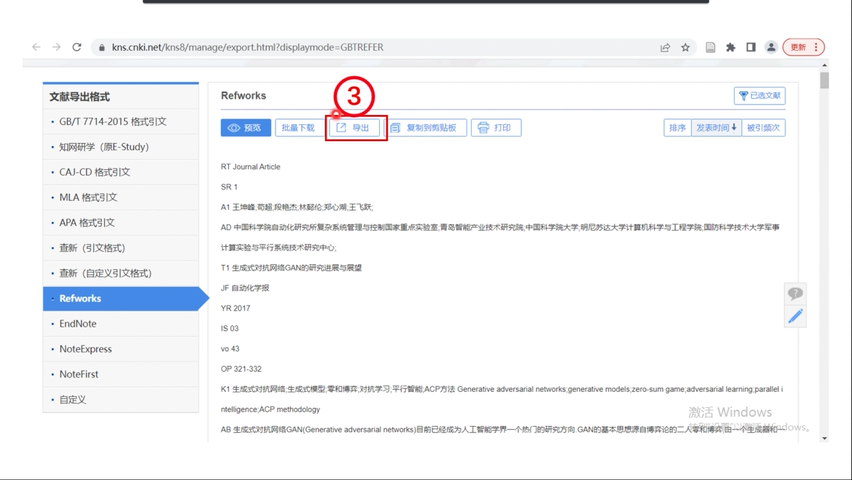 kns.cnki.net/kns8/manage/export.html?displaymode=GBTREFER
更新
文献导出格式
GB/T 7714-2015 格式引文
知网研学（原E-Study）
CAJ-CD 格式引文
MLA 格式引文
APA 格式引文
查新（引文格式）
查新（自定义引文格式）
Refworks
EndNote
NoteExpress
NoteFirst
自定义
Refworks
③
已选文献
预览
批量下载
导出
复制到剪贴板
打印
排序
发表时间
被引频次
RT Journal Article
SR 1
A1 王坤峰;苟超;段艳杰;林懿伦;郑心湖;王飞跃;
AD 中国科学院自动化研究所复杂系统管理与控制国家重点实验室;青岛智能产业技术研究院;中国科学院大学;明尼苏达大学计算机科学与工程学院;国防科学技术大学军事
计算实验与平行系统技术研究中心;
T1 生成式对抗网络GAN的研究进展与展望
JF 自动化学报
YR 2017
IS 03
vo 43
OP 321-332
K1 生成式对抗网络;生成式模型;零和博弈;对抗学习;平行智能;ACP方法 Generative adversarial networks;generative models;zero-sum game;adversarial learning;parallel i
ntelligence;ACP methodology
AB 生成式对抗网络GAN(Generative adversarial networks)目前已经成为人工智能学界一个热门的研究方向.GAN的基本思想源自博弈论的二人零和博弈,由一个生成器和一
激活 Windows